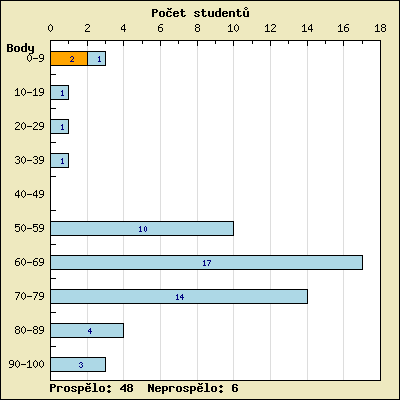 Počet studentů
0 2 4 6 8 10 12 14 16 18
Body
0-9 2 1
10-19 1
20-29 1
30-39 1
40-49
50-59 10
60-69 17
70-79 14
80-89 4
90-100 3
Prospělo: 48 Neprospělo: 6